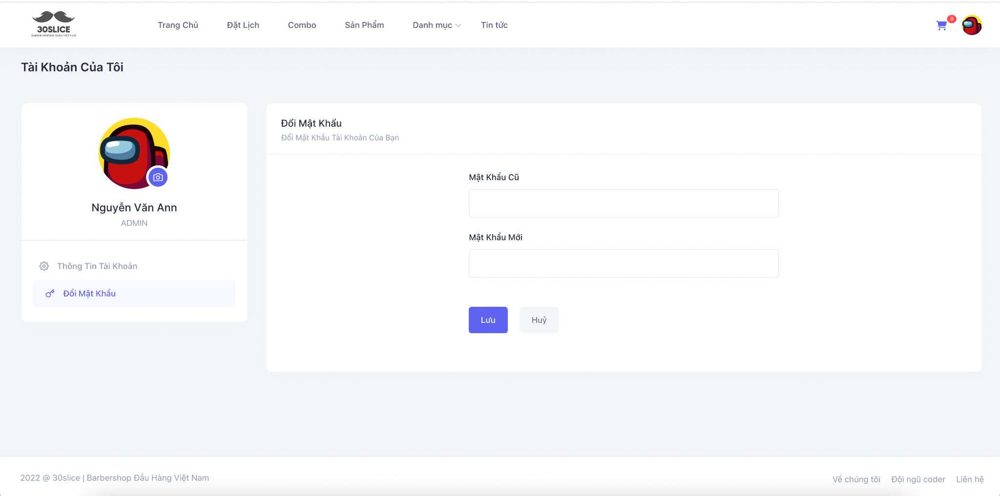 30SLICE
BARBER SHOP ĐẦU HÀNG VIỆT NAM
Trang Chủ
Đặt Lịch
Combo
Sản Phẩm
Danh mục
Tin tức
0
Tài Khoản Của Tôi
Nguyễn Văn Ann
ADMIN
Thông Tin Tài Khoản
Đổi Mật Khẩu
Đổi Mật Khẩu
Đổi Mật Khẩu Tài Khoản Của Bạn
Mật Khẩu Cũ
Mật Khẩu Mới
Lưu
Huỷ
2022 @ 30slice | Barbershop Đầu Hàng Việt Nam
Về chúng tôi
Đội ngũ coder
Liên hệ